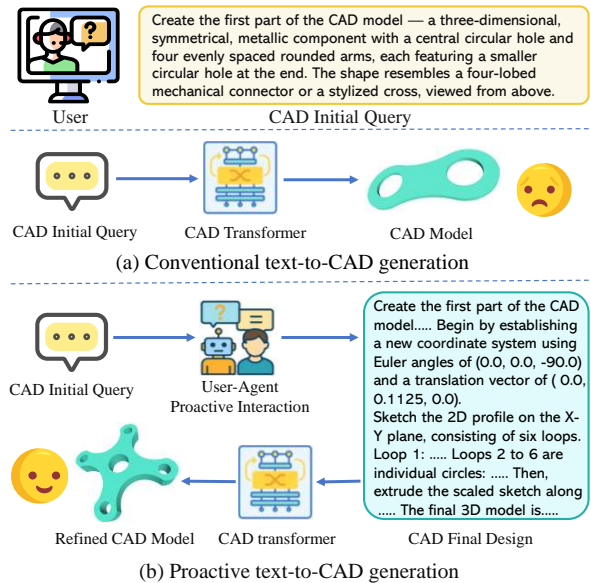 Create the first part of the CAD model — a three-dimensional,
symmetrical, metallic component with a central circular hole and
four evenly spaced rounded arms, each featuring a smaller
circular hole at the end. The shape resembles a four-lobed
mechanical connector or a stylized cross, viewed from above.
User
CAD Initial Query
CAD Initial Query
CAD Transformer
CAD Model
(a) Conventional text-to-CAD generation
CAD Initial Query
User-Agent
Proactive Interaction
Create the first part of the CAD
model..... Begin by establishing
a new coordinate system using
Euler angles of (0.0, 0.0, -90.0)
and a translation vector of ( 0.0,
0.1125, 0.0).
Sketch the 2D profile on the X-
Y plane, consisting of six loops.
Loop 1: ..... Loops 2 to 6 are
individual circles: ..... Then,
extrude the scaled sketch along
..... The final 3D model is.....
Refined CAD Model
CAD transformer
CAD Final Design
(b) Proactive text-to-CAD generation